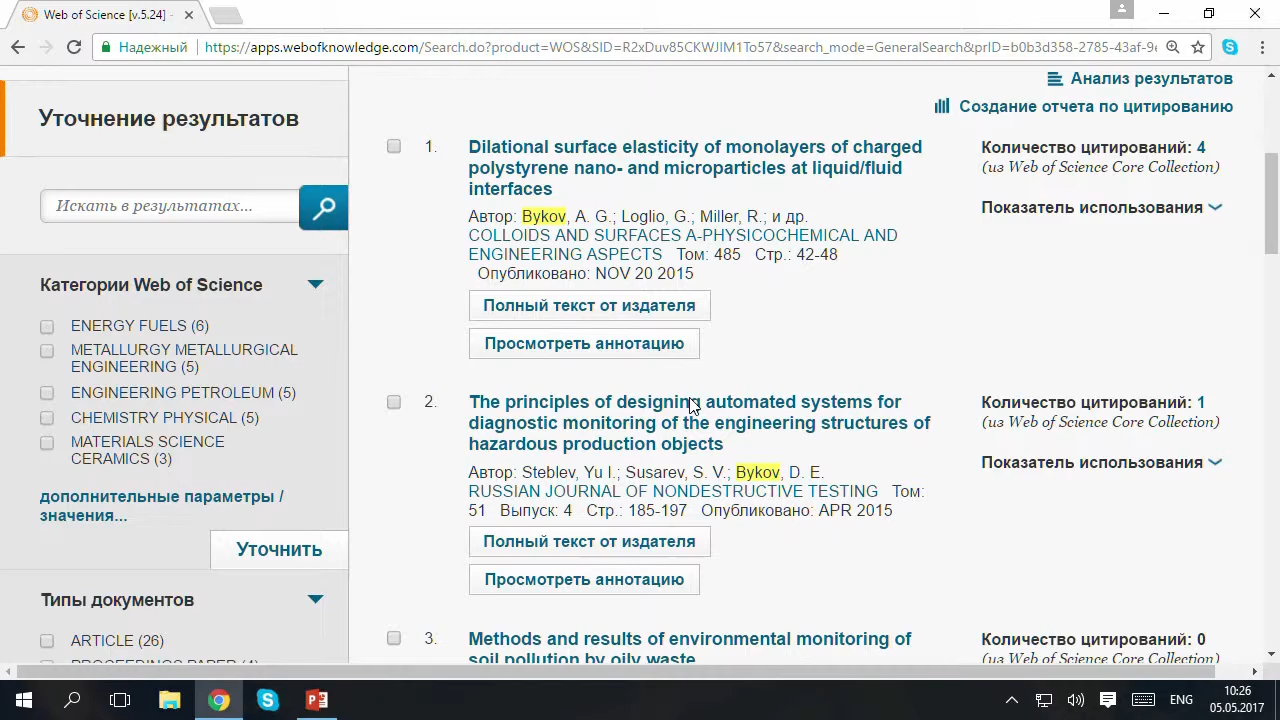 Web of Science [v.5.24] -
Надежный
https://apps.webofknowledge.com/Search.do?product=WOS&SID=R2xDuv85CKWJIM1To57&search_mode=GeneralSearch&prID=b0b3d358-2785-43af-9e
Уточнение результатов
Искать в результатах...
Категории Web of Science
ENERGY FUELS (6)
METALLURGY METALLURGICAL
ENGINEERING (5)
ENGINEERING PETROLEUM (5)
CHEMISTRY PHYSICAL (5)
MATERIALS SCIENCE
CERAMICS (3)
дополнительные параметры /
значения...
Уточнить
Типы документов
ARTICLE (26)
PROCEEDINGS PAPER (4)
Анализ результатов
Создание отчета по цитированию
1.
Dilational surface elasticity of monolayers of charged
polystyrene nano- and microparticles at liquid/fluid
interfaces
Автор: Bykov, A. G.; Loglio, G.; Miller, R.; и др.
COLLOIDS AND SURFACES A-PHYSICOCHEMICAL AND
ENGINEERING ASPECTS Том: 485 Стр.: 42-48
Опубликовано: NOV 20 2015
Полный текст от издателя
Просмотреть аннотацию
Количество цитирований: 4
(из Web of Science Core Collection)
Показатель использования
2.
The principles of designing automated systems for
diagnostic monitoring of the engineering structures of
hazardous production objects
Автор: Steblev, Yu I.; Susarev, S. V.; Bykov, D. E.
RUSSIAN JOURNAL OF NONDESTRUCTIVE TESTING Том:
51 Выпуск: 4 Стр.: 185-197 Опубликовано: APR 2015
Полный текст от издателя
Просмотреть аннотацию
Количество цитирований: 1
(из Web of Science Core Collection)
Показатель использования
3.
Methods and results of environmental monitoring of
soil pollution by oily waste
Количество цитирований: 0
(из Web of Science Core Collection)
ENG
10:26
05.05.2017